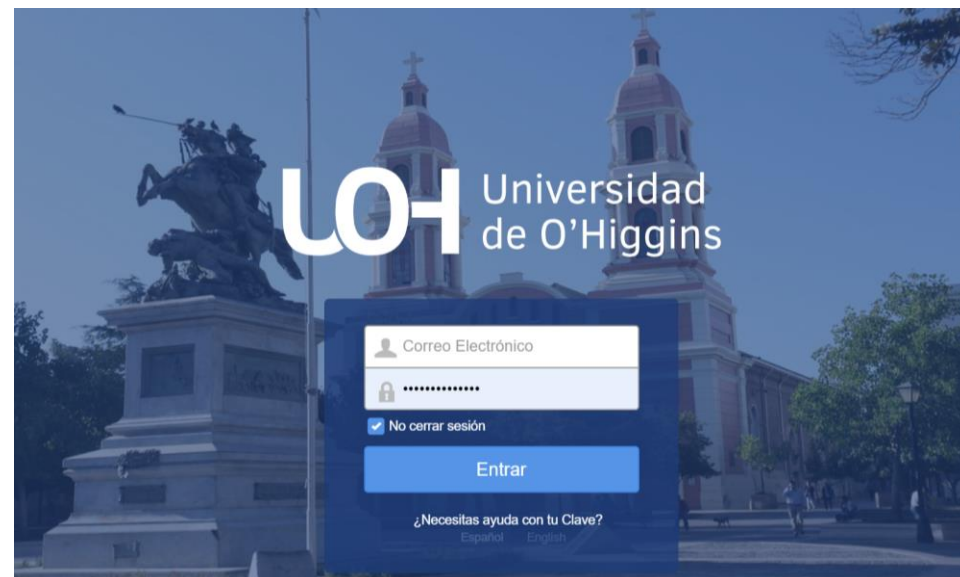 UOH
Universidad
de O'Higgins
Correo Electrónico
••••••••••••••
No cerrar sesión
Entrar
¿Necesitas ayuda con tu Clave?
Español English